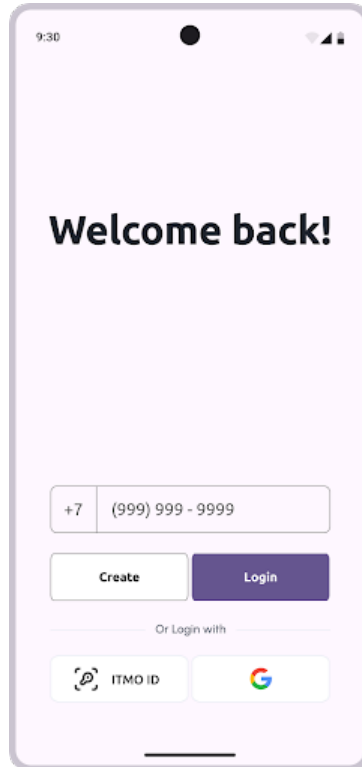 9:30
Welcome back!
+7 (999) 999 - 9999
Create Login
Or Login with
ITMO ID G